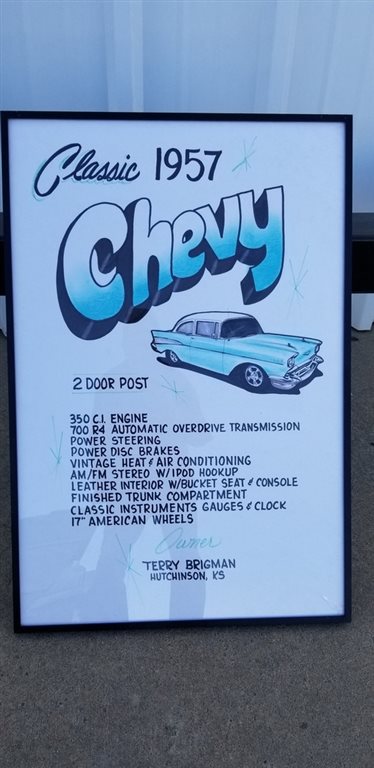 Classic 1957
Chevy
2 DOOR POST
350 C.I. ENGINE
700 R4 AUTOMATIC OVERDRIVE TRANSMISSION
POWER STEERING
POWER DISC BRAKES
VINTAGE HEAT & AIR CONDITIONING
AM/FM STEREO W/IPOD HOOKUP
LEATHER INTERIOR W/BUCKET SEAT & CONSOLE
FINISHED TRUNK COMPARTMENT
CLASSIC INSTRUMENTS GAUGES & CLOCK
17" AMERICAN WHEELS
Owner
TERRY BRIGMAN
HUTCHINSON, KS